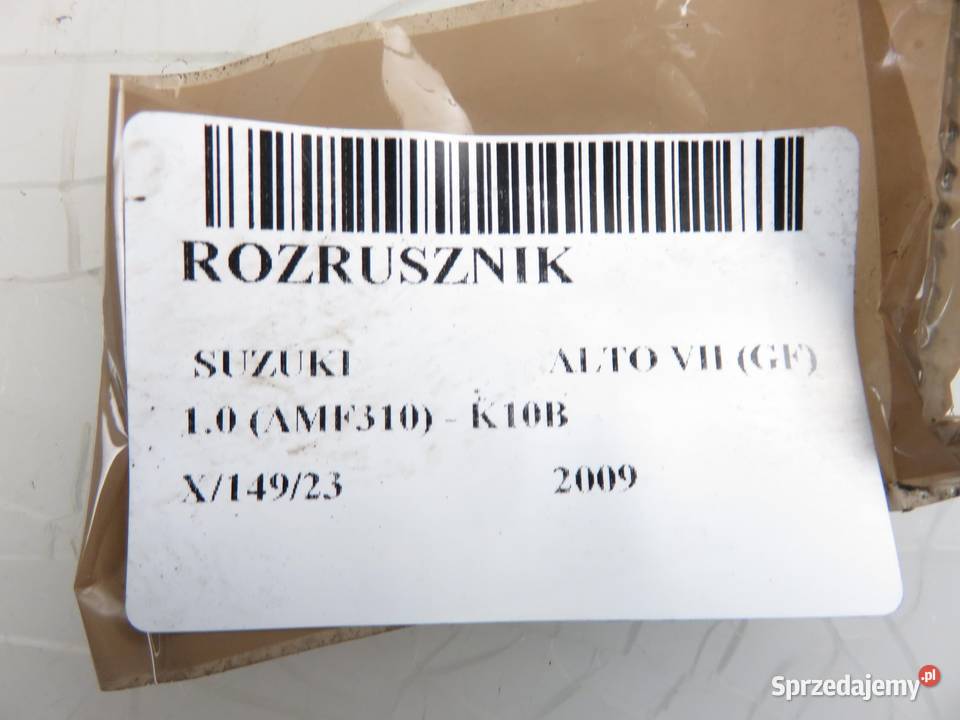 ROZRUSZNIK
SUZUKI ALTO VII (GF)
1.0 (AMF310) - K10B
X/149/23 2009
Sprzedajemy.pl